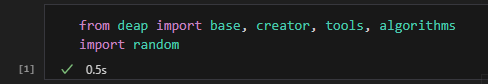 from deap import base, creator, tools, algorithms
import random
[1] ✓ 0.5s